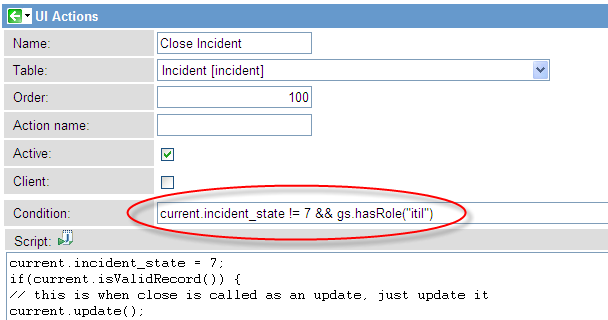 UI Actions
Name: Close Incident
Table: Incident [incident]
Order: 100
Action name:
Active:
Client:
Condition: current.incident_state != 7 && gs.hasRole("itil")
Script:
current.incident_state = 7;
if(current.isValidRecord()) {
// this is when close is called as an update, just update it
current.update();